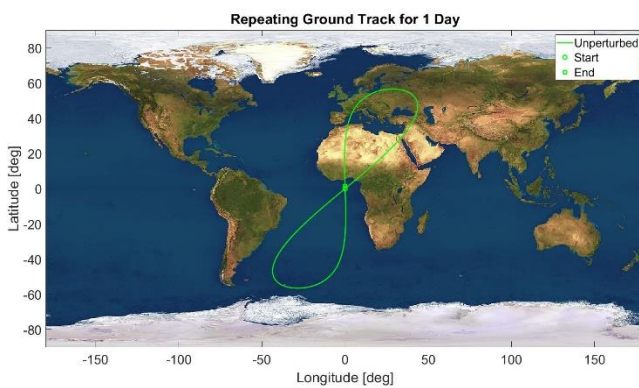 Repeating Ground Track for 1 Day
Unperturbed
Start
End
80
60
40
20
0
-20
-40
-60
-80
Latitude [deg]
-150
-100
-50
0
50
100
150
Longitude [deg]